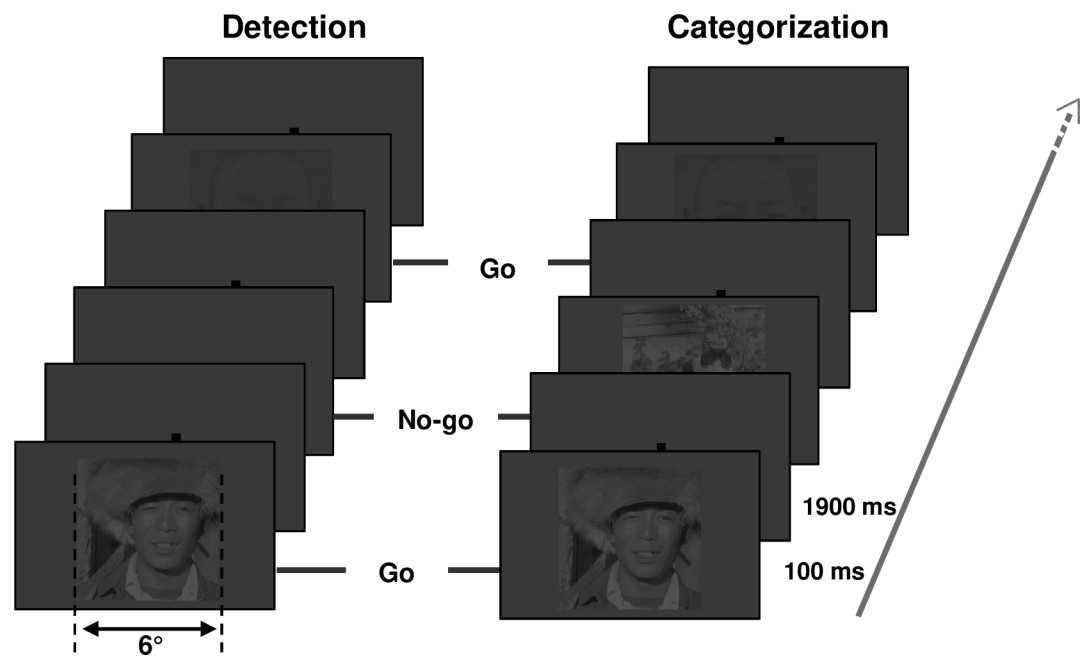 Detection
Categorization
Go
No-go
1900 ms
Go
100 ms
6°